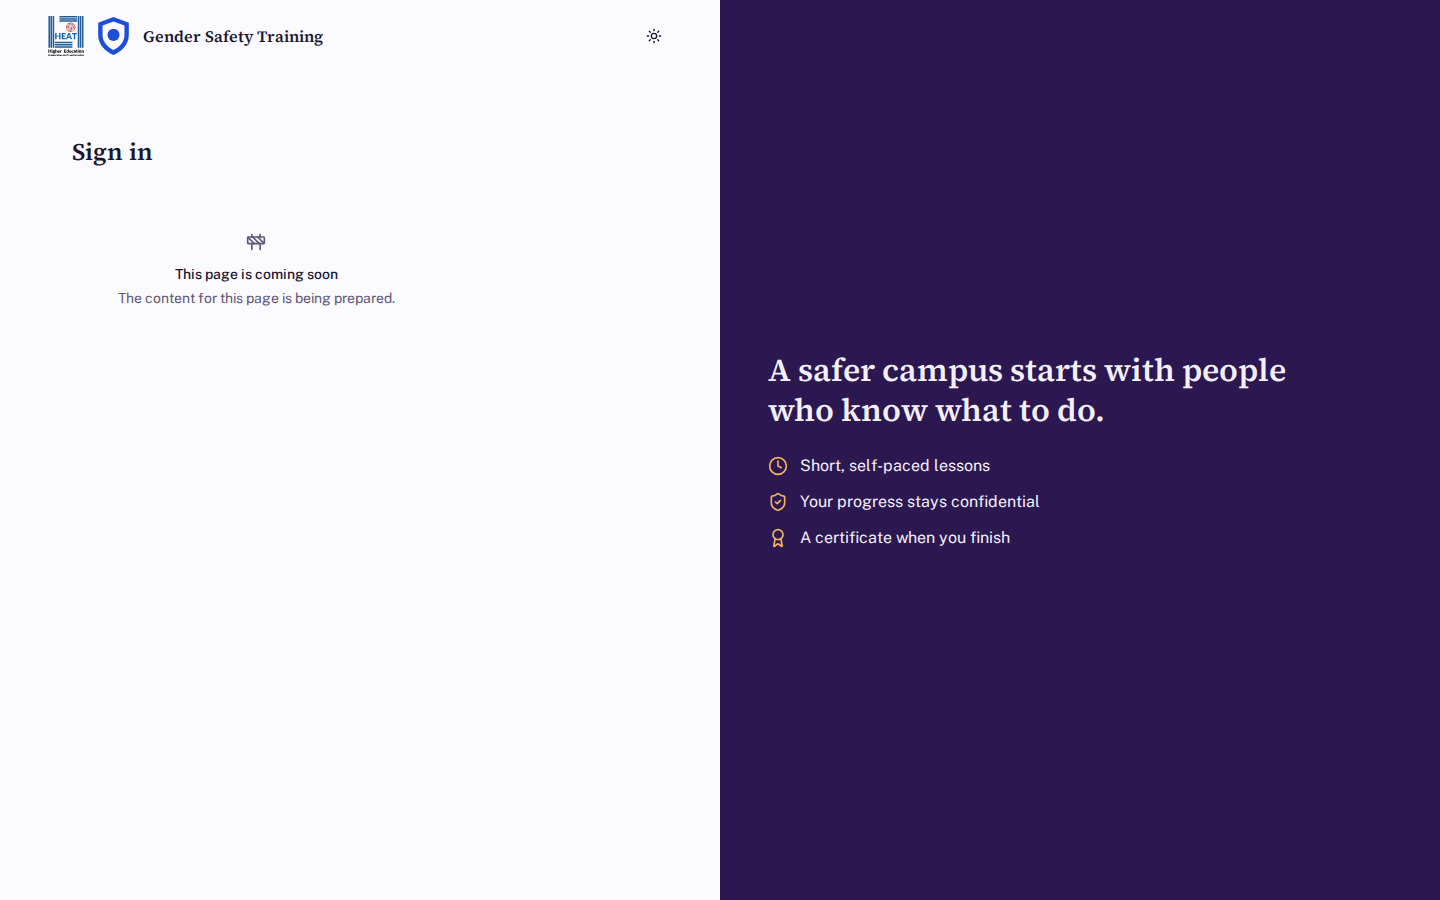 HEAT
Higher Education
Gender Safety Training
Sign in
This page is coming soon
The content for this page is being prepared.
A safer campus starts with people
who know what to do.
Short, self-paced lessons
Your progress stays confidential
A certificate when you finish